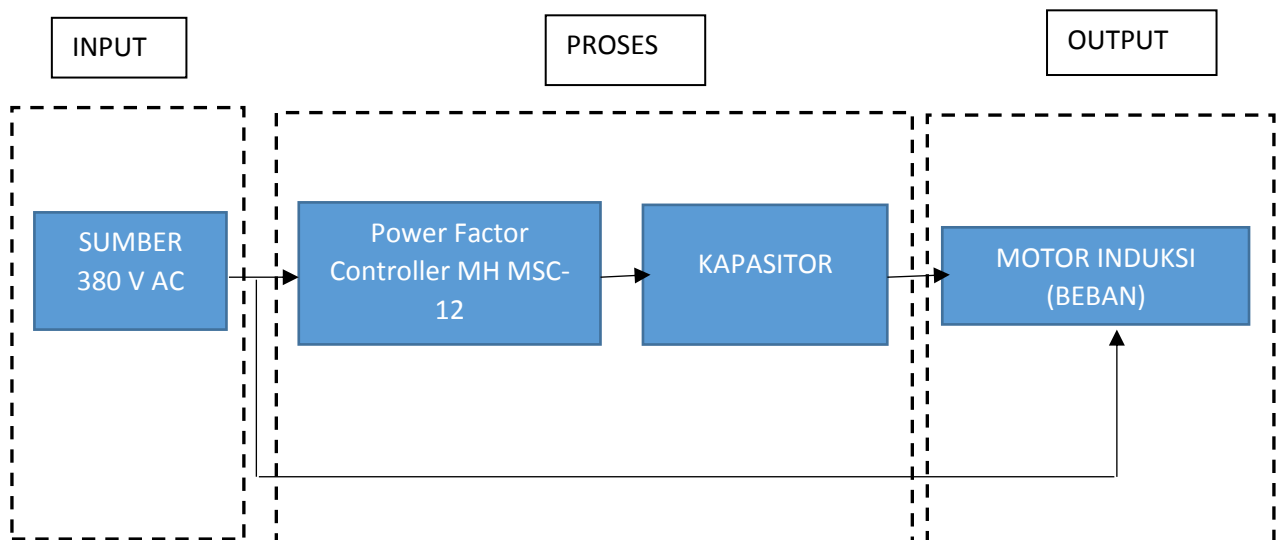 INPUT
PROSES
OUTPUT
SUMBER
380 V AC
Power Factor
Controller MH MSC-
12
KAPASITOR
MOTOR INDUKSI
(BEBAN)